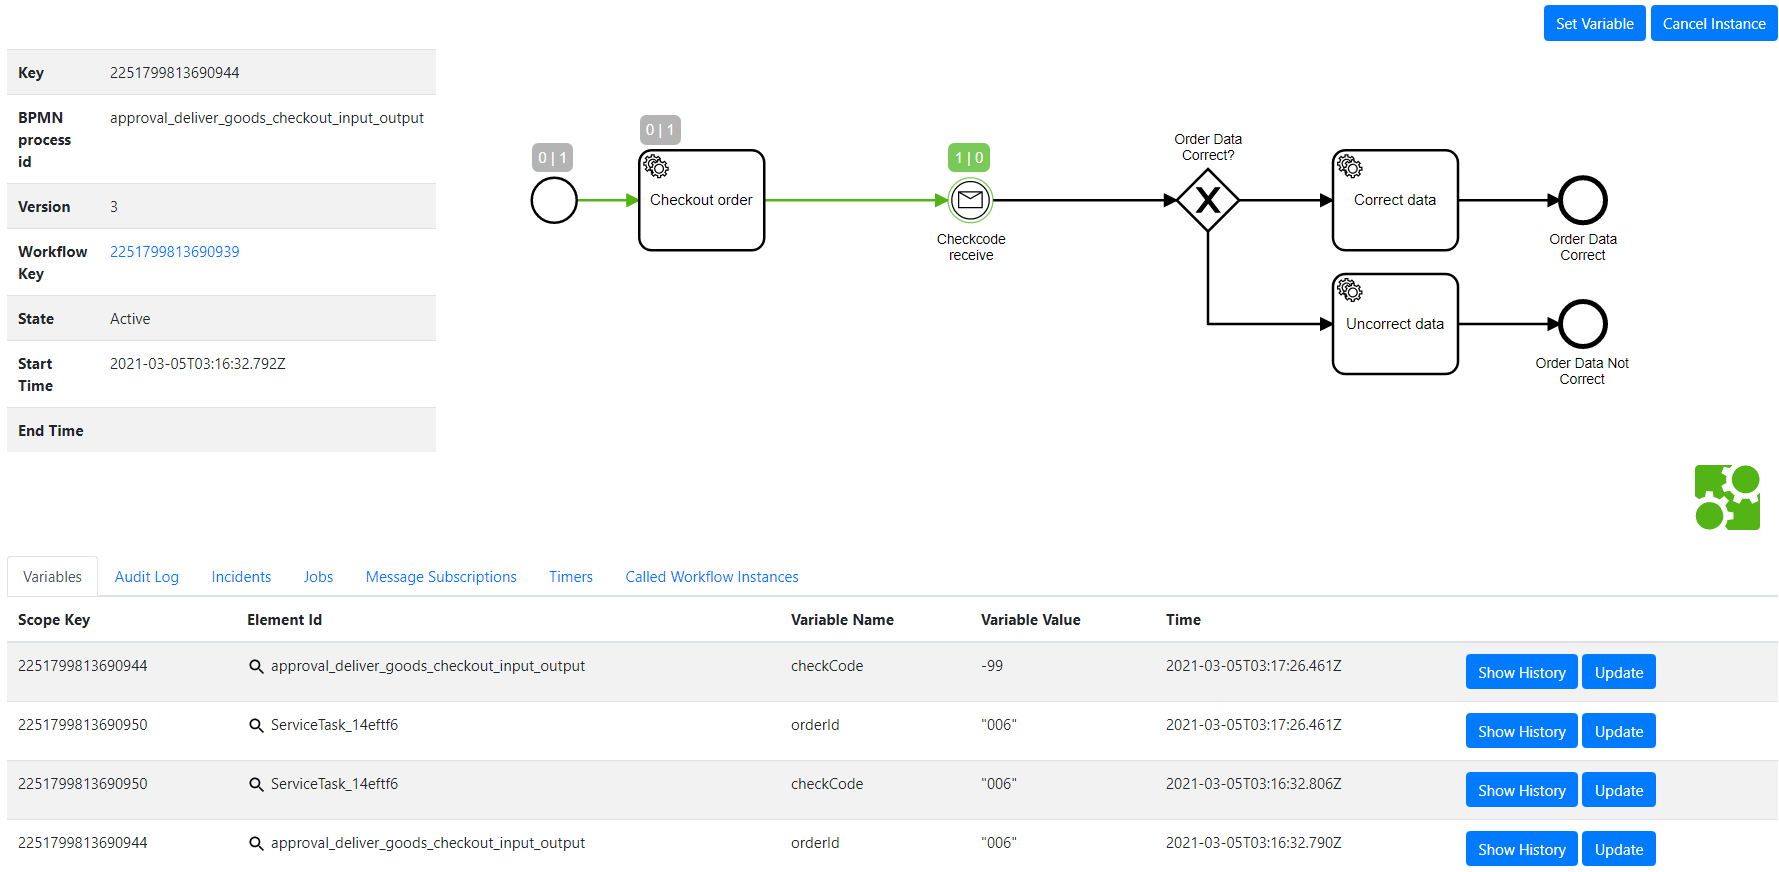 Set Variable Cancel Instance
Key 2251799813690944
BPMN process id approval_deliver_goods_checkout_input_output
Version 3
Workflow Key 2251799813690939
State Active
Start Time 2021-03-05T03:16:32.792Z
End Time
0 | 1
0 | 1
Checkout order
1 | 0
Checkcode
receive
Order Data
Correct?
X
Correct data
Order Data
Correct
Uncorrect data
Order Data Not
Correct
Variables Audit Log Incidents Jobs Message Subscriptions Timers Called Workflow Instances
Scope Key Element Id Variable Name Variable Value Time
2251799813690944 approval_deliver_goods_checkout_input_output checkCode -99 2021-03-05T03:17:26.461Z Show History Update
2251799813690950 ServiceTask_14eftf6 orderId "006" 2021-03-05T03:17:26.461Z Show History Update
2251799813690950 ServiceTask_14eftf6 checkCode "006" 2021-03-05T03:16:32.806Z Show History Update
2251799813690944 approval_deliver_goods_checkout_input_output orderId "006" 2021-03-05T03:16:32.790Z Show History Update